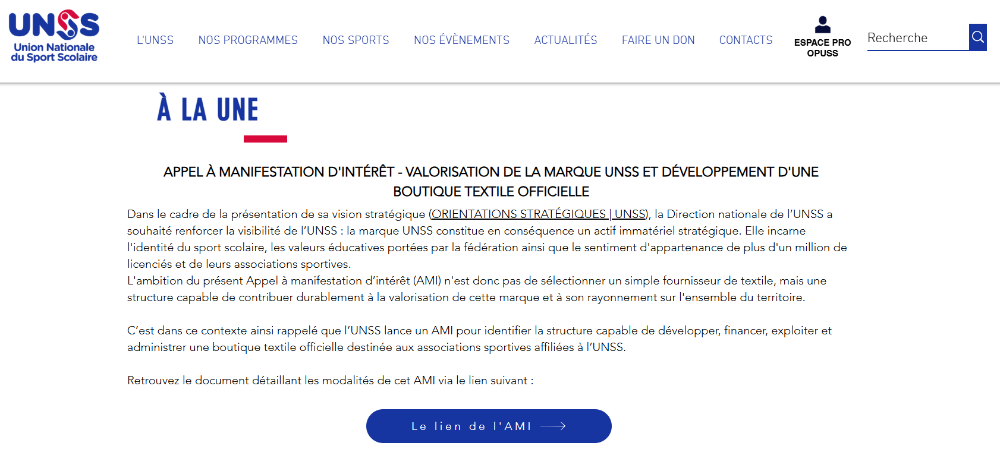 UNSS
Union Nationale
du Sport Scolaire
L'UNSS
NOS PROGRAMMES
NOS SPORTS
NOS ÉVÈNEMENTS
ACTUALITÉS
FAIRE UN DON
CONTACTS
ESPACE PRO
OPUSS
Recherche
À LA UNE
APPEL À MANIFESTATION D'INTÉRÊT - VALORISATION DE LA MARQUE UNSS ET DÉVELOPPEMENT D'UNE
BOUTIQUE TEXTILE OFFICIELLE
Dans le cadre de la présentation de sa vision stratégique (ORIENTATIONS STRATÉGIQUES | UNSS), la Direction nationale de l’UNSS a
souhaité renforcer la visibilité de l’UNSS : la marque UNSS constitue en conséquence un actif immatériel stratégique. Elle incarne
l'identité du sport scolaire, les valeurs éducatives portées par la fédération ainsi que le sentiment d'appartenance de plus d'un million de
licenciés et de leurs associations sportives.
L'ambition du présent Appel à manifestation d’intérêt (AMI) n'est donc pas de sélectionner un simple fournisseur de textile, mais une
structure capable de contribuer durablement à la valorisation de cette marque et à son rayonnement sur l'ensemble du territoire.
C’est dans ce contexte ainsi rappelé que l’UNSS lance un AMI pour identifier la structure capable de développer, financer, exploiter et
administrer une boutique textile officielle destinée aux associations sportives affiliées à l’UNSS.
Retrouvez le document détaillant les modalités de cet AMI via le lien suivant :
Le lien de l'AMI